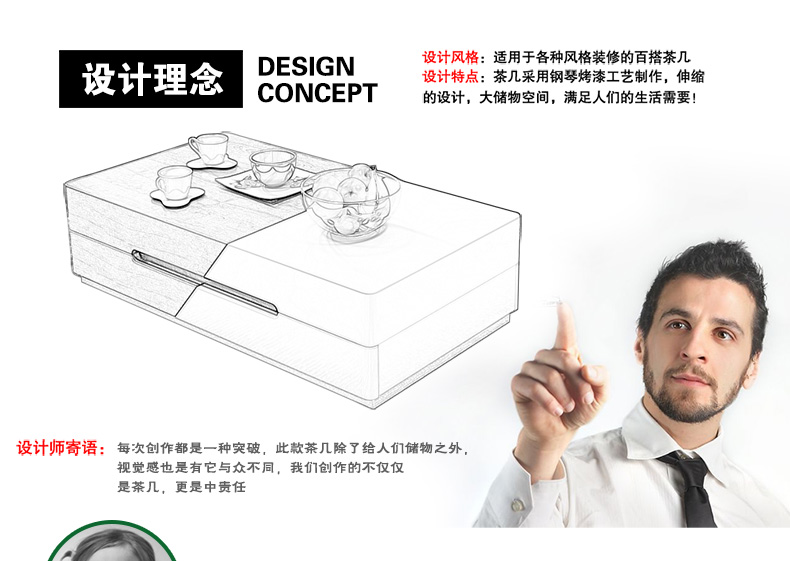 设计理念
DESIGN
CONCEPT
设计风格：适用于各种风格装修的百搭茶几
设计特点：茶几采用钢琴烤漆工艺制作，伸缩
的设计，大储物空间，满足人们的生活需要！
设计师寄语：每次创作都是一种突破，此款茶几除了给人们储物之外，
视觉感也是有它与众不同，我们创作的不仅仅
是茶几，更是中责任